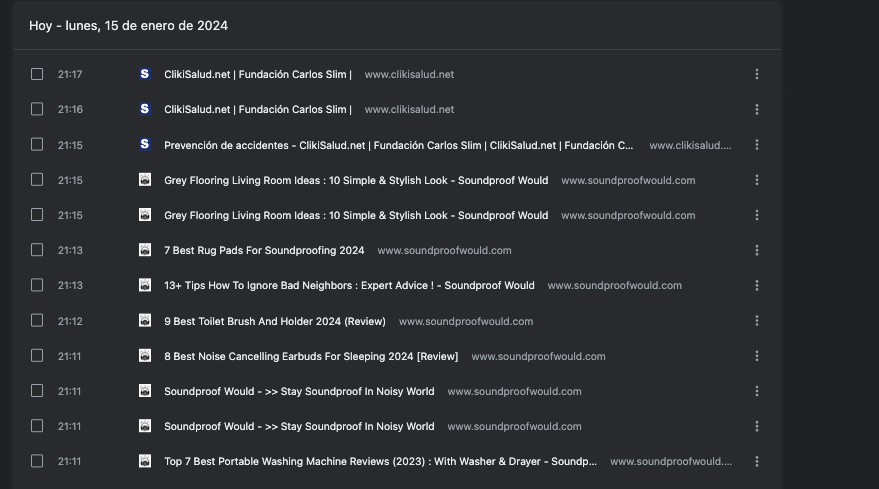 Hoy - lunes, 15 de enero de 2024
21:17 S ClikiSalud.net | Fundación Carlos Slim | www.clikisalud.net
21:16 S ClikiSalud.net | Fundación Carlos Slim | www.clikisalud.net
21:15 S Prevención de accidentes - ClikiSalud.net | Fundación Carlos Slim | ClikiSalud.net | Fundación C... www.clikisalud....
21:15 Grey Flooring Living Room Ideas : 10 Simple & Stylish Look - Soundproof Would www.soundproofwould.com
21:15 Grey Flooring Living Room Ideas : 10 Simple & Stylish Look - Soundproof Would www.soundproofwould.com
21:13 7 Best Rug Pads For Soundproofing 2024 www.soundproofwould.com
21:13 13+ Tips How To Ignore Bad Neighbors : Expert Advice ! - Soundproof Would www.soundproofwould.com
21:12 9 Best Toilet Brush And Holder 2024 (Review) www.soundproofwould.com
21:11 8 Best Noise Cancelling Earbuds For Sleeping 2024 [Review] www.soundproofwould.com
21:11 Soundproof Would - >> Stay Soundproof In Noisy World www.soundproofwould.com
21:11 Soundproof Would - >> Stay Soundproof In Noisy World www.soundproofwould.com
21:11 Top 7 Best Portable Washing Machine Reviews (2023) : With Washer & Drayer - Soundp... www.soundproofwould....